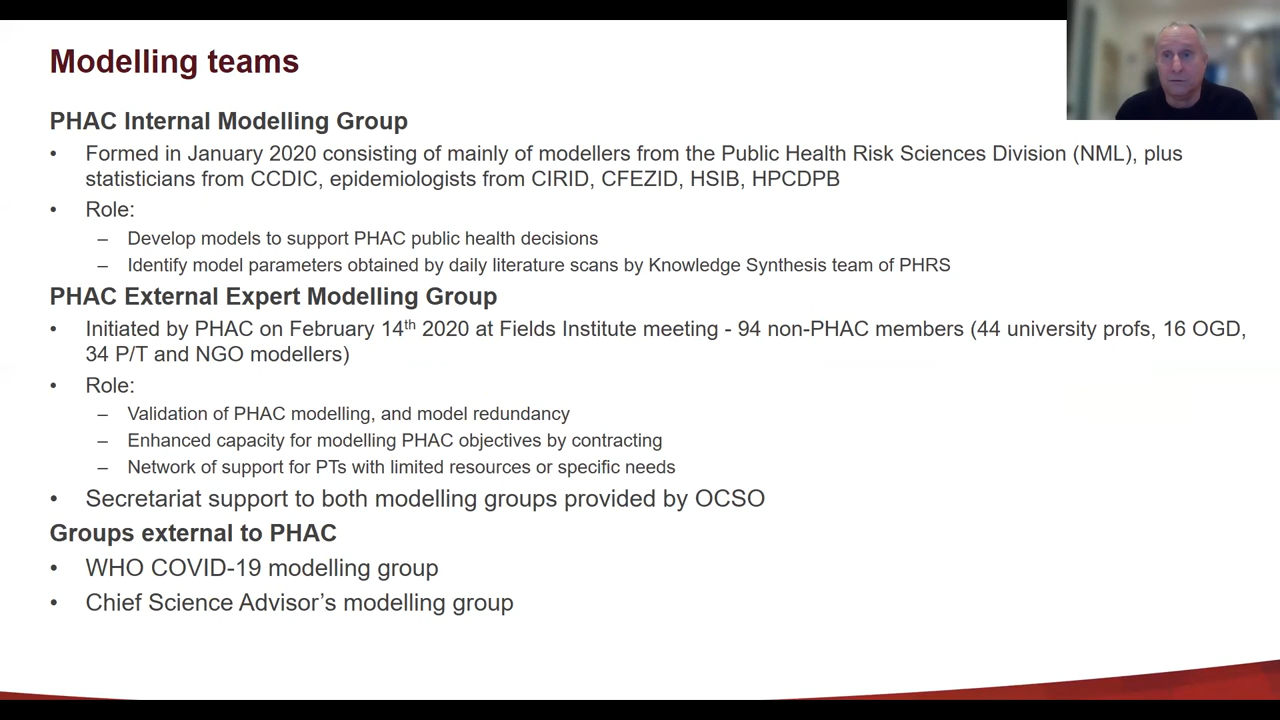 Modelling teams
PHAC Internal Modelling Group
• Formed in January 2020 consisting of mainly of modellers from the Public Health Risk Sciences Division (NML), plus
statisticians from CCDIC, epidemiologists from CIRID, CFEZID, HSIB, HPCDPB
• Role:
– Develop models to support PHAC public health decisions
– Identify model parameters obtained by daily literature scans by Knowledge Synthesis team of PHRS
PHAC External Expert Modelling Group
• Initiated by PHAC on February 14th 2020 at Fields Institute meeting - 94 non-PHAC members (44 university profs, 16 OGD,
34 P/T and NGO modellers)
• Role:
– Validation of PHAC modelling, and model redundancy
– Enhanced capacity for modelling PHAC objectives by contracting
– Network of support for PTs with limited resources or specific needs
• Secretariat support to both modelling groups provided by OCSO
Groups external to PHAC
• WHO COVID-19 modelling group
• Chief Science Advisor’s modelling group